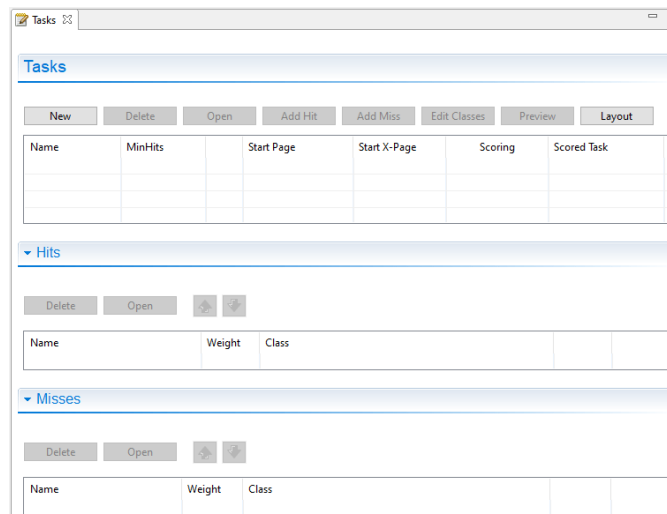 Tasks
Tasks
New Delete Open Add Hit Add Miss Edit Classes Preview Layout
Name MinHits Start Page Start X-Page Scoring Scored Task
Hits
Delete Open
Name Weight Class
Misses
Delete Open
Name Weight Class